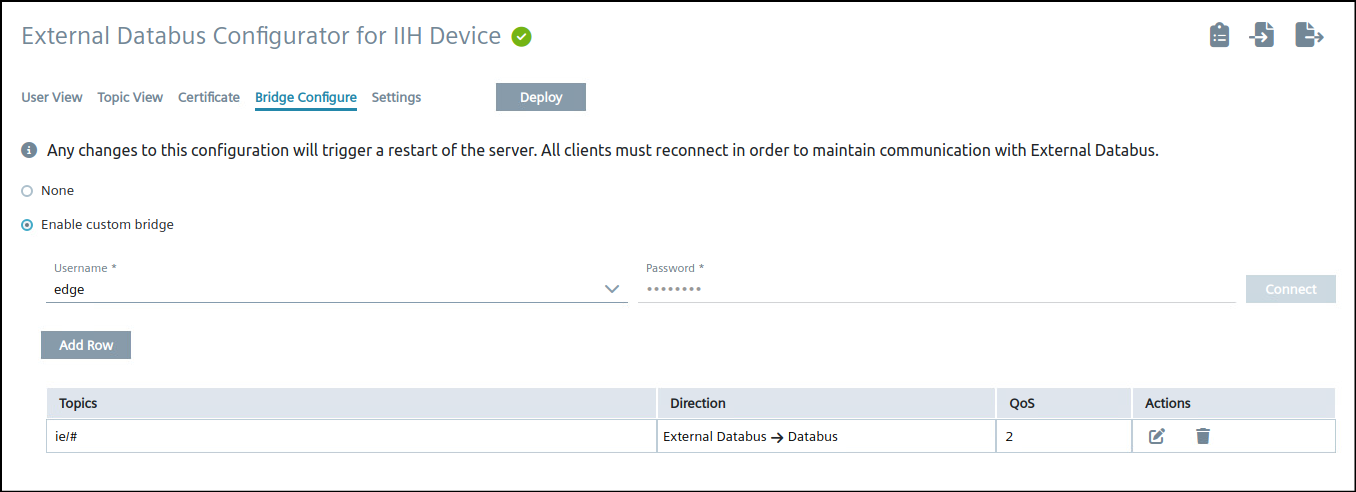 External Databus Configurator for IIH Device
User View Topic View Certificate Bridge Configure Settings Deploy
Any changes to this configuration will trigger a restart of the server. All clients must reconnect in order to maintain communication with External Databus.
None
Enable custom bridge
Username * Password *
edge •••••••• Connect
Add Row
Topics Direction QoS Actions
ie/# External Databus → Databus 2